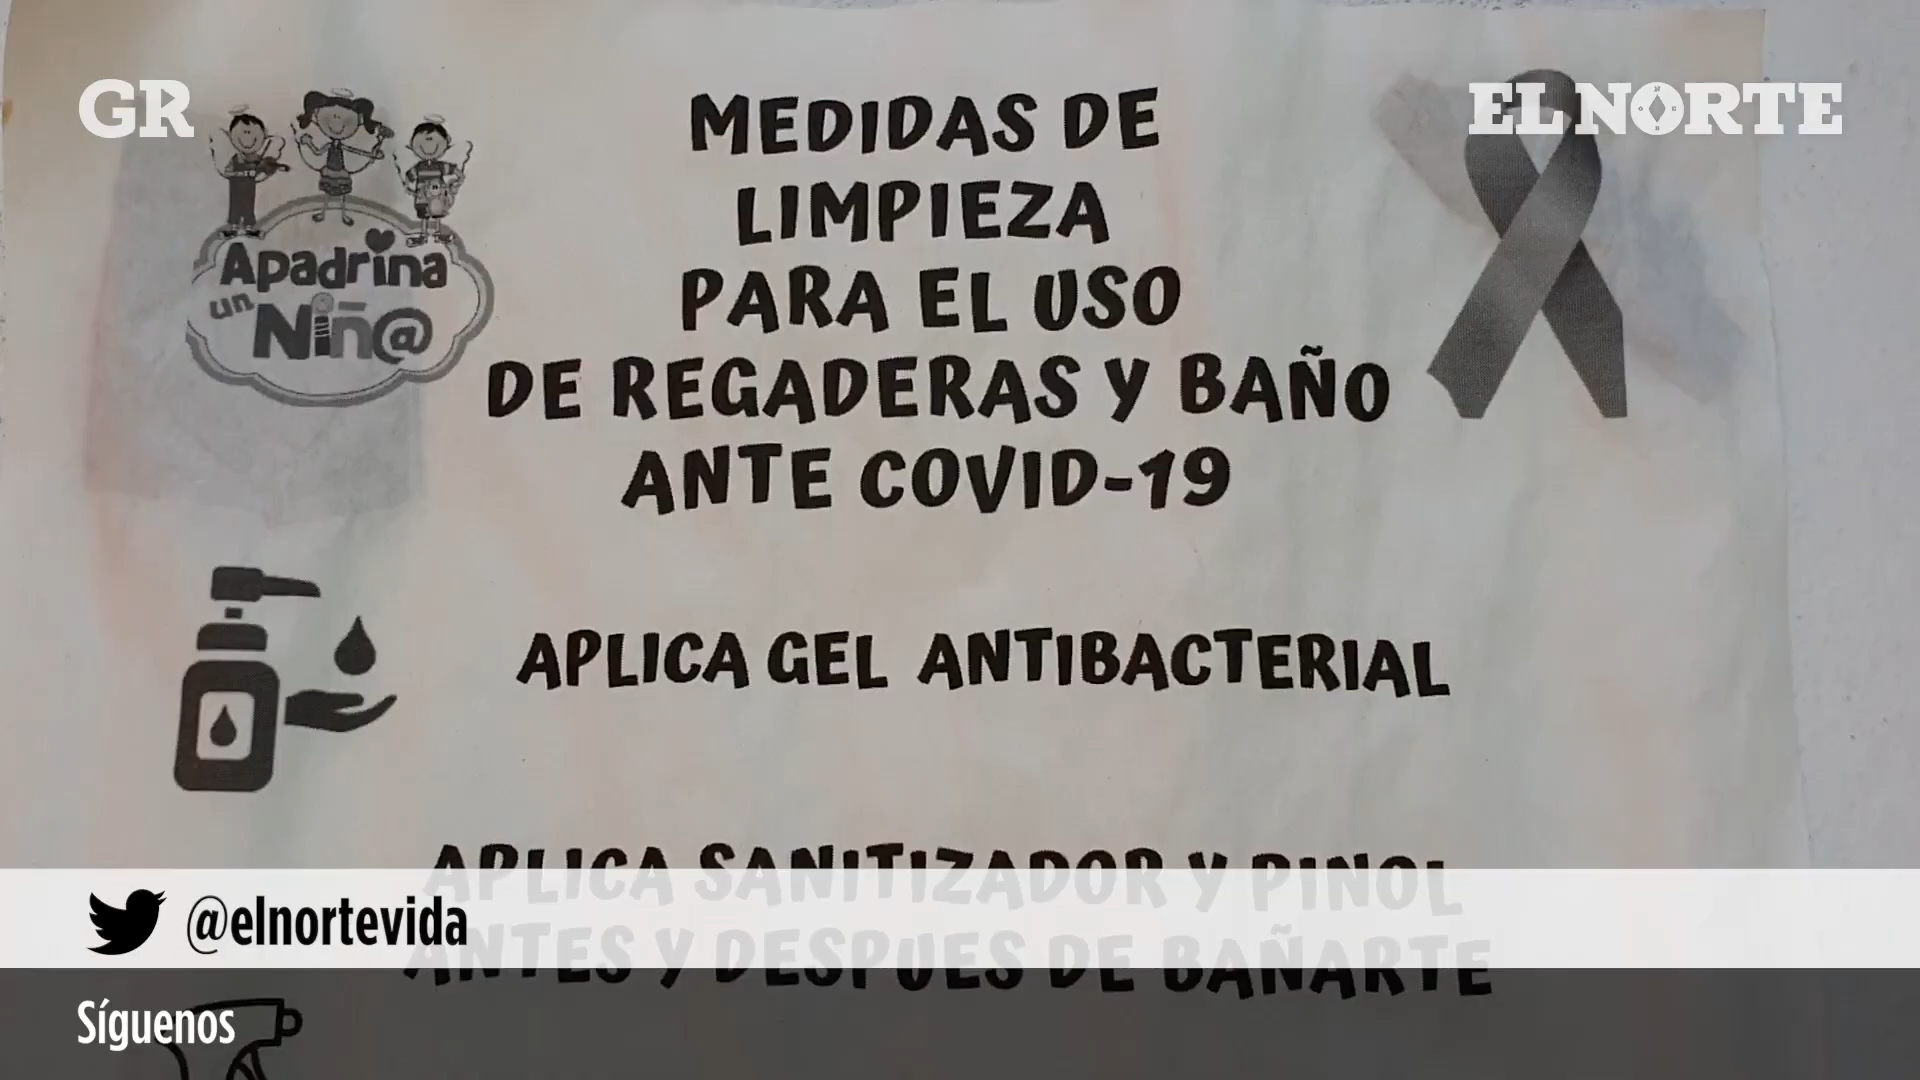 GR
EL NORTE
Apadrina
un
Niñ@
MEDIDAS DE
LIMPIEZA
PARA EL USO
DE REGADERAS Y BAÑO
ANTE COVID-19
APLICA GEL ANTIBACTERIAL
APLICA SANITIZADOR Y PINOL
ANTES Y DESPUES DE BAÑARTE
@elnortevida
Síguenos